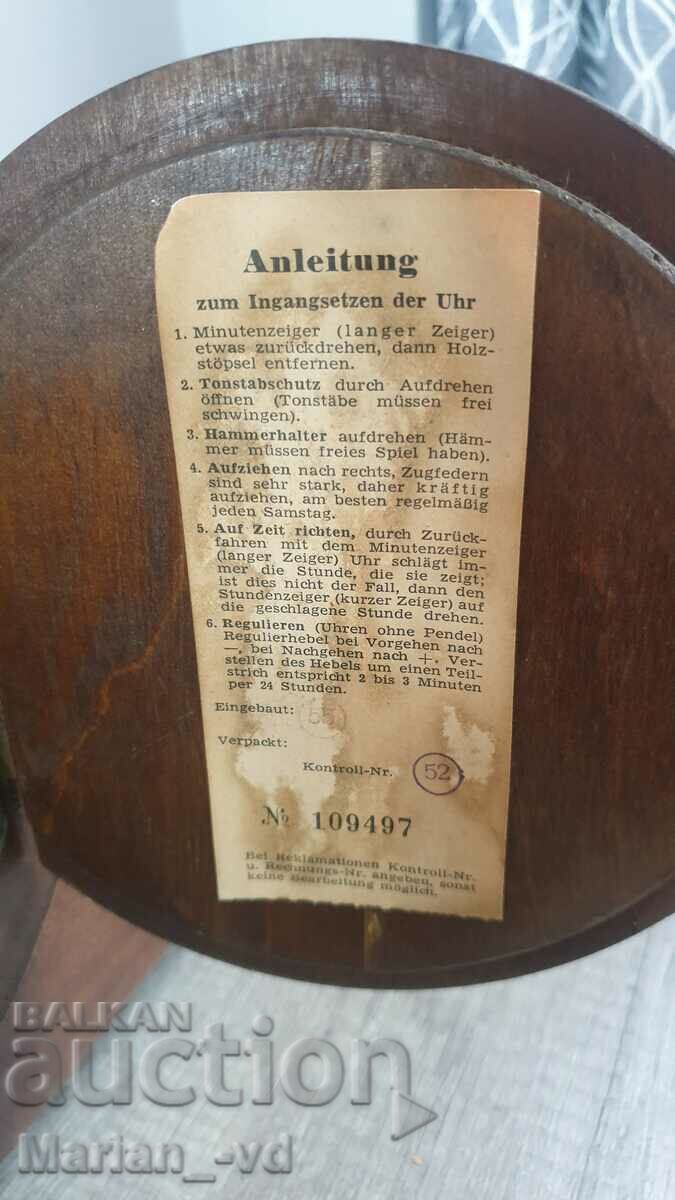 Anleitung
zum Ingangsetzen der Uhr
1. Minutenzeiger (langer Zeiger)
etwas zurückdrehen, dann Holz-
stöpsel entfernen.
2. Tonstabschutz durch Aufdrehen
öffnen (Tonstäbe müssen frei
schwingen).
3. Hammerhalter aufdrehen (Häm-
mer müssen freies Spiel haben).
4. Aufziehen nach rechts, Zugfedern
sind sehr stark, daher kräftig
aufziehen, am besten regelmäßig
jeden Samstag.
5. Auf Zeit richten, durch Zurück-
fahren mit dem Minutenzeiger
(langer Zeiger) Uhr schlägt im-
mer die Stunde, die sie zeigt;
ist dies nicht der Fall, dann den
Stundenzeiger (kurzer Zeiger) auf
die geschlagene Stunde drehen.
6. Regulieren (Uhren ohne Pendel)
Regulierhebel bei Vorgehen nach
—, bei Nachgehen nach +. Ver-
stellen des Hebels um einen Teil-
strich entspricht 2 bis 3 Minuten
per 24 Stunden.
Eingebaut:
Verpackt:
Kontroll-Nr. 52
№ 109497
Bei Reklamationen Kontroll-Nr.
u. Rechnungs-Nr. angeben, sonst
keine Bearbeitung möglich.
BALKAN
auction
Marian_-vd